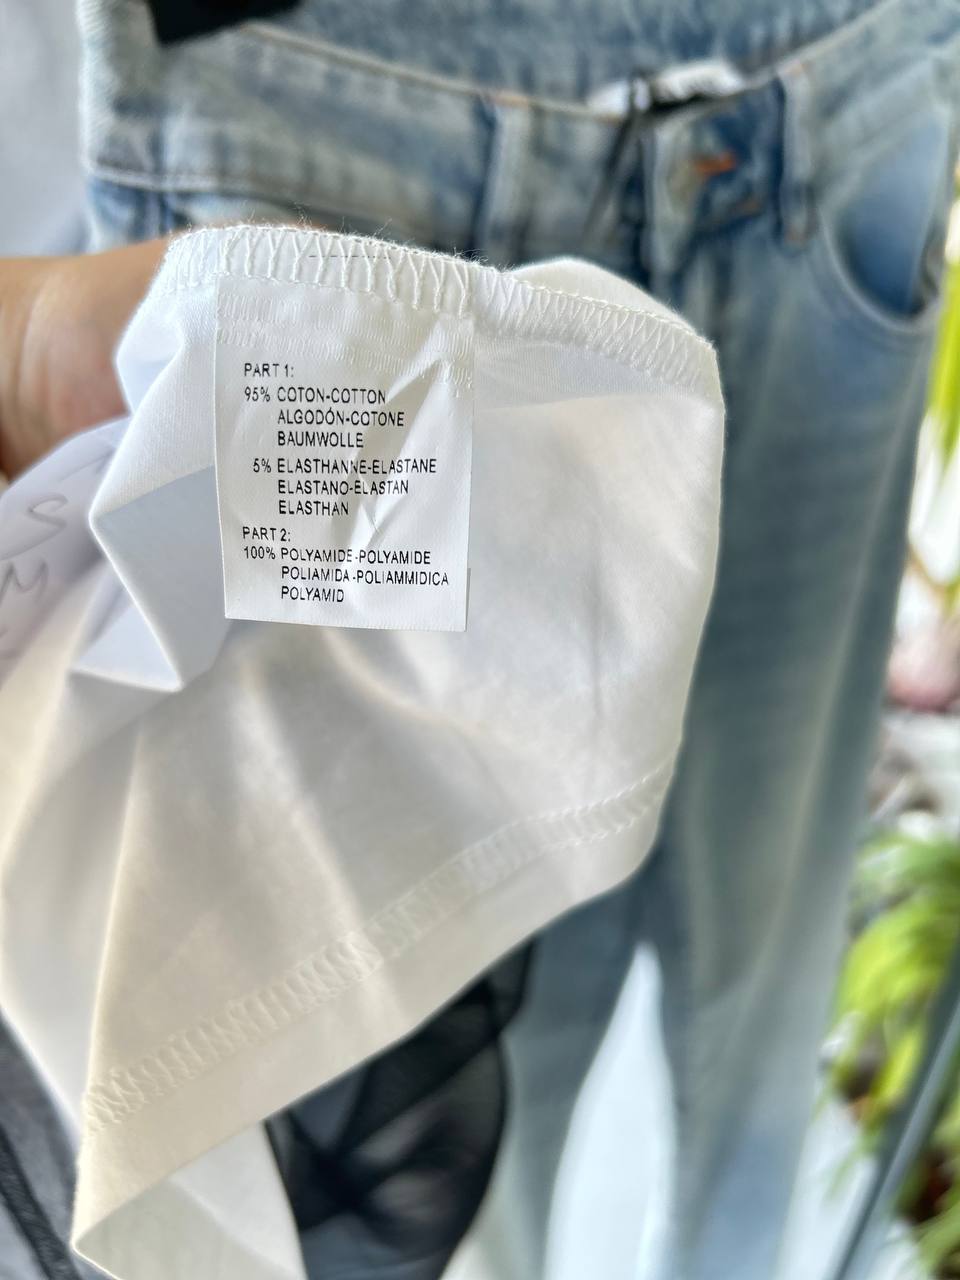 PART 1:
95% COTON-COTTON
ALGODÓN-COTONE
BAUMWOLLE
5% ELASTHANNE-ELASTANE
ELASTANO-ELASTAN
ELASTHAN
PART 2:
100% POLYAMIDE-POLYAMIDE
POLIAMIDA-POLIAMMIDICA
POLYAMID